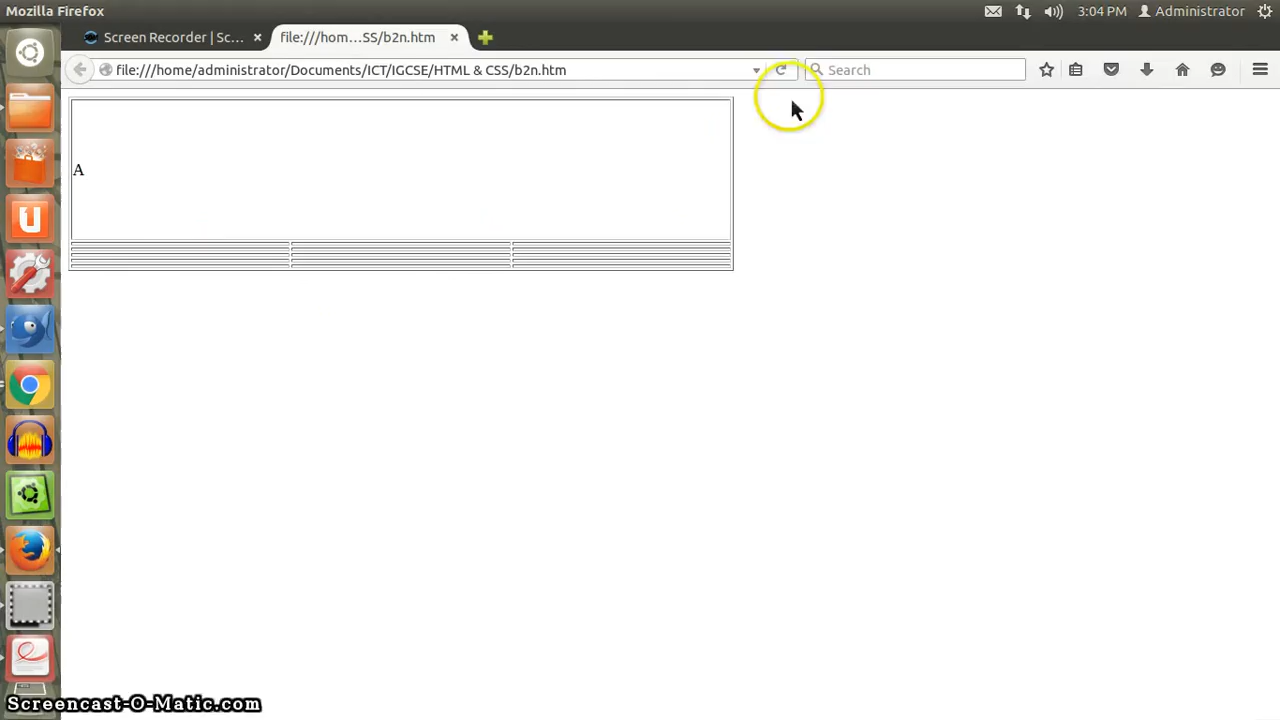 Mozilla Firefox
3:04 PM Administrator
Screen Recorder | Sc...
file:///hom...SS/b2n.htm
file:///home/administrator/Documents/ICT/IGCSE/HTML & CSS/b2n.htm
Search
A
Screencast-O-Matic.com